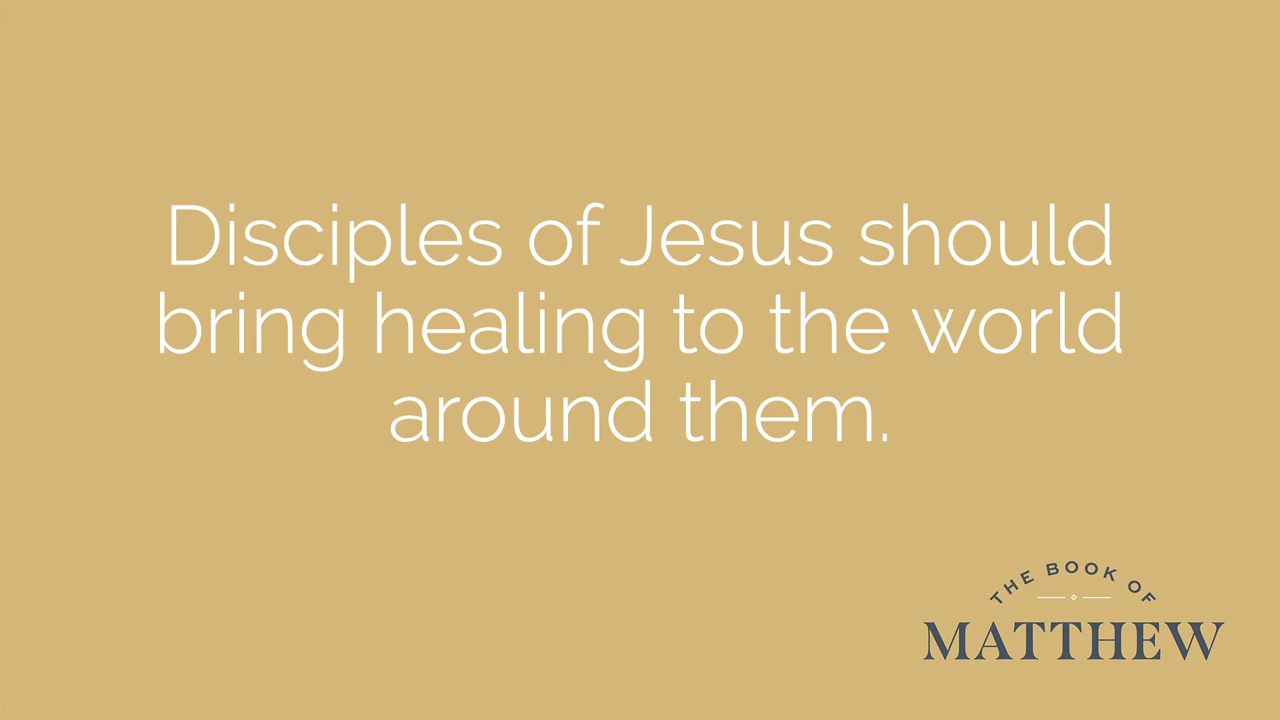 Disciples of Jesus should
bring healing to the world
around them.
THE BOOK OF
MATTHEW